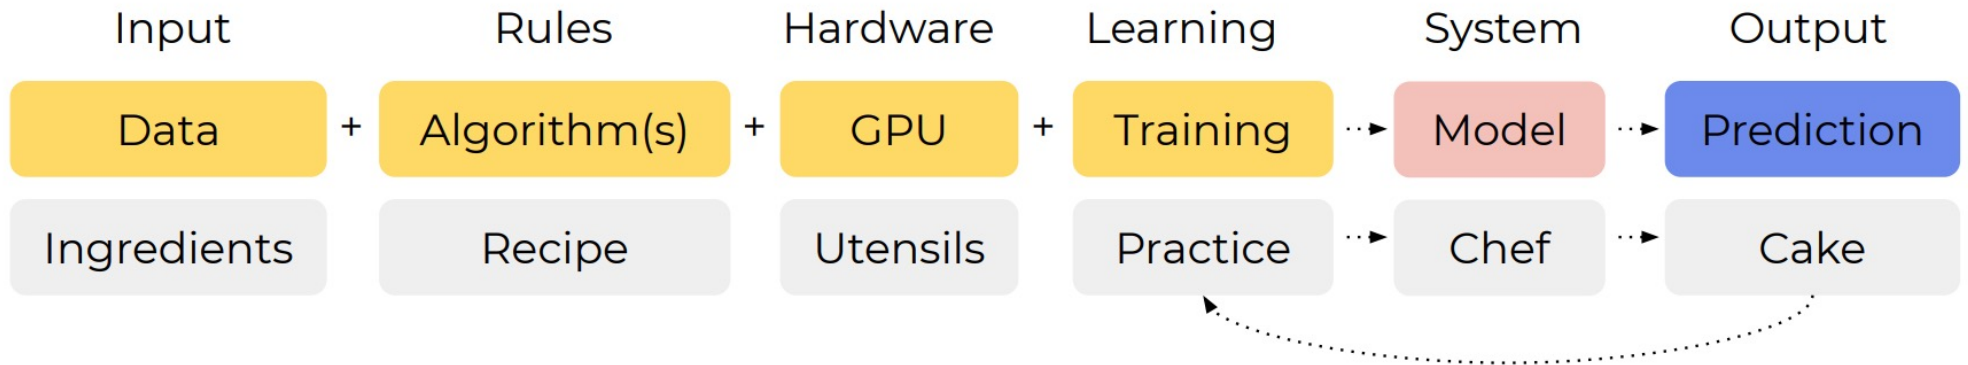 Input Rules Hardware Learning System Output
Data + Algorithm(s) + GPU + Training Model Prediction
Ingredients Recipe Utensils Practice Chef Cake